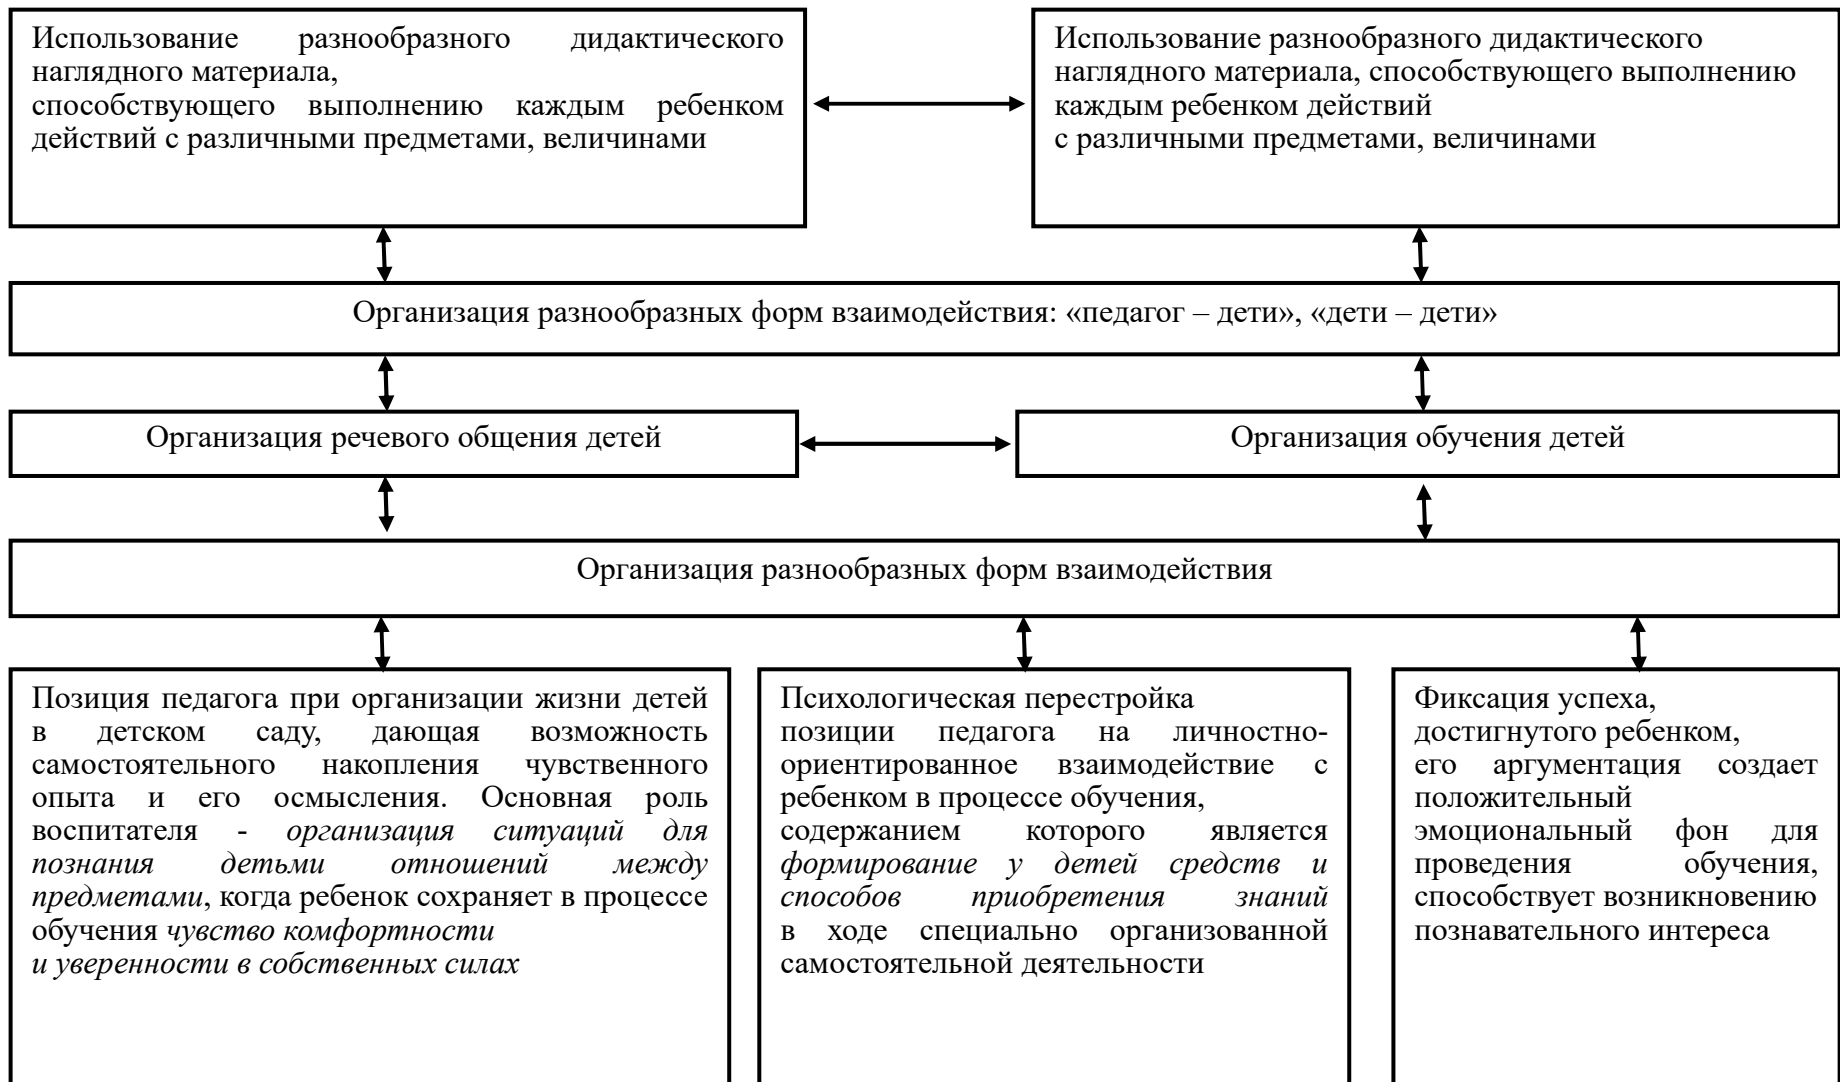 Использование разнообразного дидактического
наглядного материала,
способствующего выполнению каждым ребенком
действий с различными предметами, величинами
Использование разнообразного дидактического
наглядного материала, способствующего выполнению
каждым ребенком действий
с различными предметами, величинами
Организация разнообразных форм взаимодействия: «педагог – дети», «дети – дети»
Организация речевого общения детей
Организация обучения детей
Организация разнообразных форм взаимодействия
Позиция педагога при организации жизни детей
в детском саду, дающая возможность
самостоятельного накопления чувственного
опыта и его осмысления. Основная роль
воспитателя - организация ситуаций для
познания детьми отношений между
предметами, когда ребенок сохраняет в процессе
обучения чувство комфортности
и уверенности в собственных силах
Психологическая перестройка
позиции педагога на личностно-
ориентированное взаимодействие с
ребенком в процессе обучения,
содержанием которого является
формирование у детей средств и
способов приобретения знаний
в ходе специально организованной
самостоятельной деятельности
Фиксация успеха,
достигнутого ребенком,
его аргументация создает
положительный
эмоциональный фон для
проведения обучения,
способствует возникновению
познавательного интереса